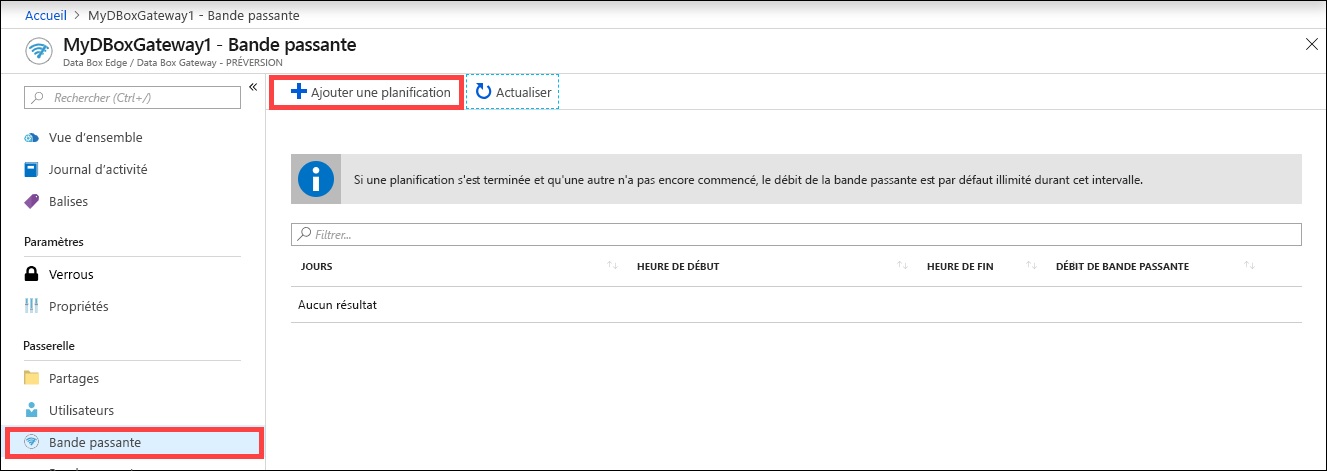 Accueil > MyDBoxGateway1 - Bande passante
MyDBoxGateway1 - Bande passante
Data Box Edge / Data Box Gateway - PRÉVERSION
Rechercher (Ctrl+/)
Ajouter une planification
Actualiser
Vue d'ensemble
Journal d'activité
Balises
Paramètres
Verrous
Propriétés
Passerelle
Partages
Utilisateurs
Bande passante
Si une planification s'est terminée et qu'une autre n'a pas encore commencé, le débit de la bande passante est par défaut illimité durant cet intervalle.
Filtrer...
JOURS HEURE DE DÉBUT HEURE DE FIN DÉBIT DE BANDE PASSANTE
Aucun résultat